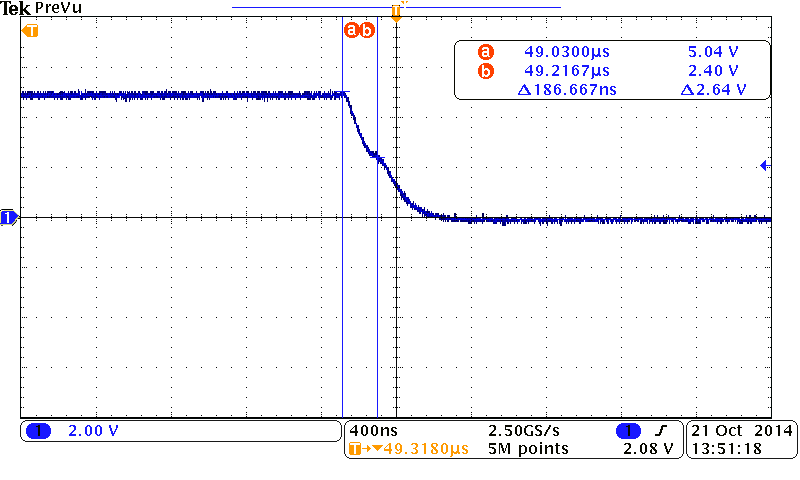 Tek PreVu
T
T
a b
a 49.0300µs 5.04 V
b 49.2167µs 2.40 V
Δ186.667ns Δ2.64 V
1
1 2.00 V
400ns 2.50GS/s 1 2.08 V
T→▼49.3180µs 5M points
21 Oct 2014
13:51:18